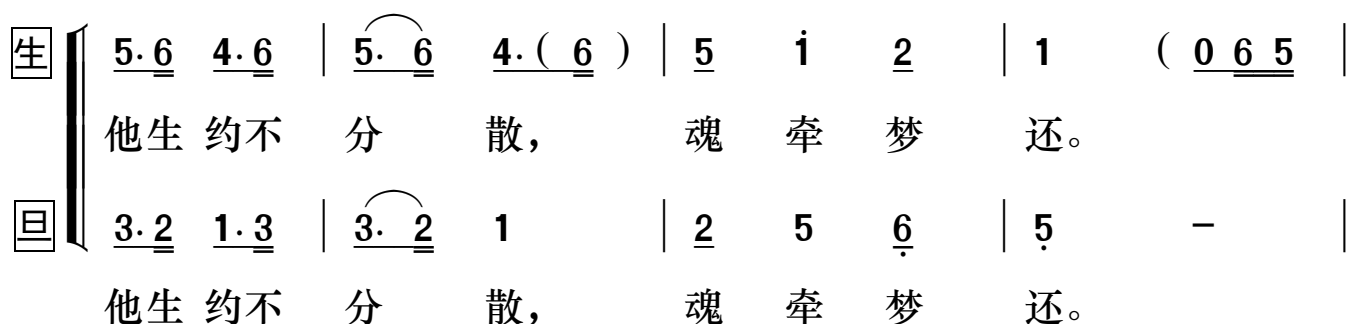 生 5·6 4·6 | 5· 6 4·( 6 ) | 5 i 2 | 1 ( 0 6 5 |
他生 约不 分 散， 魂 牵 梦 还。
旦 3·2 1·3 | 3· 2 1 | 2 5 6 | 5 － |
他生 约不 分 散， 魂 牵 梦 还。